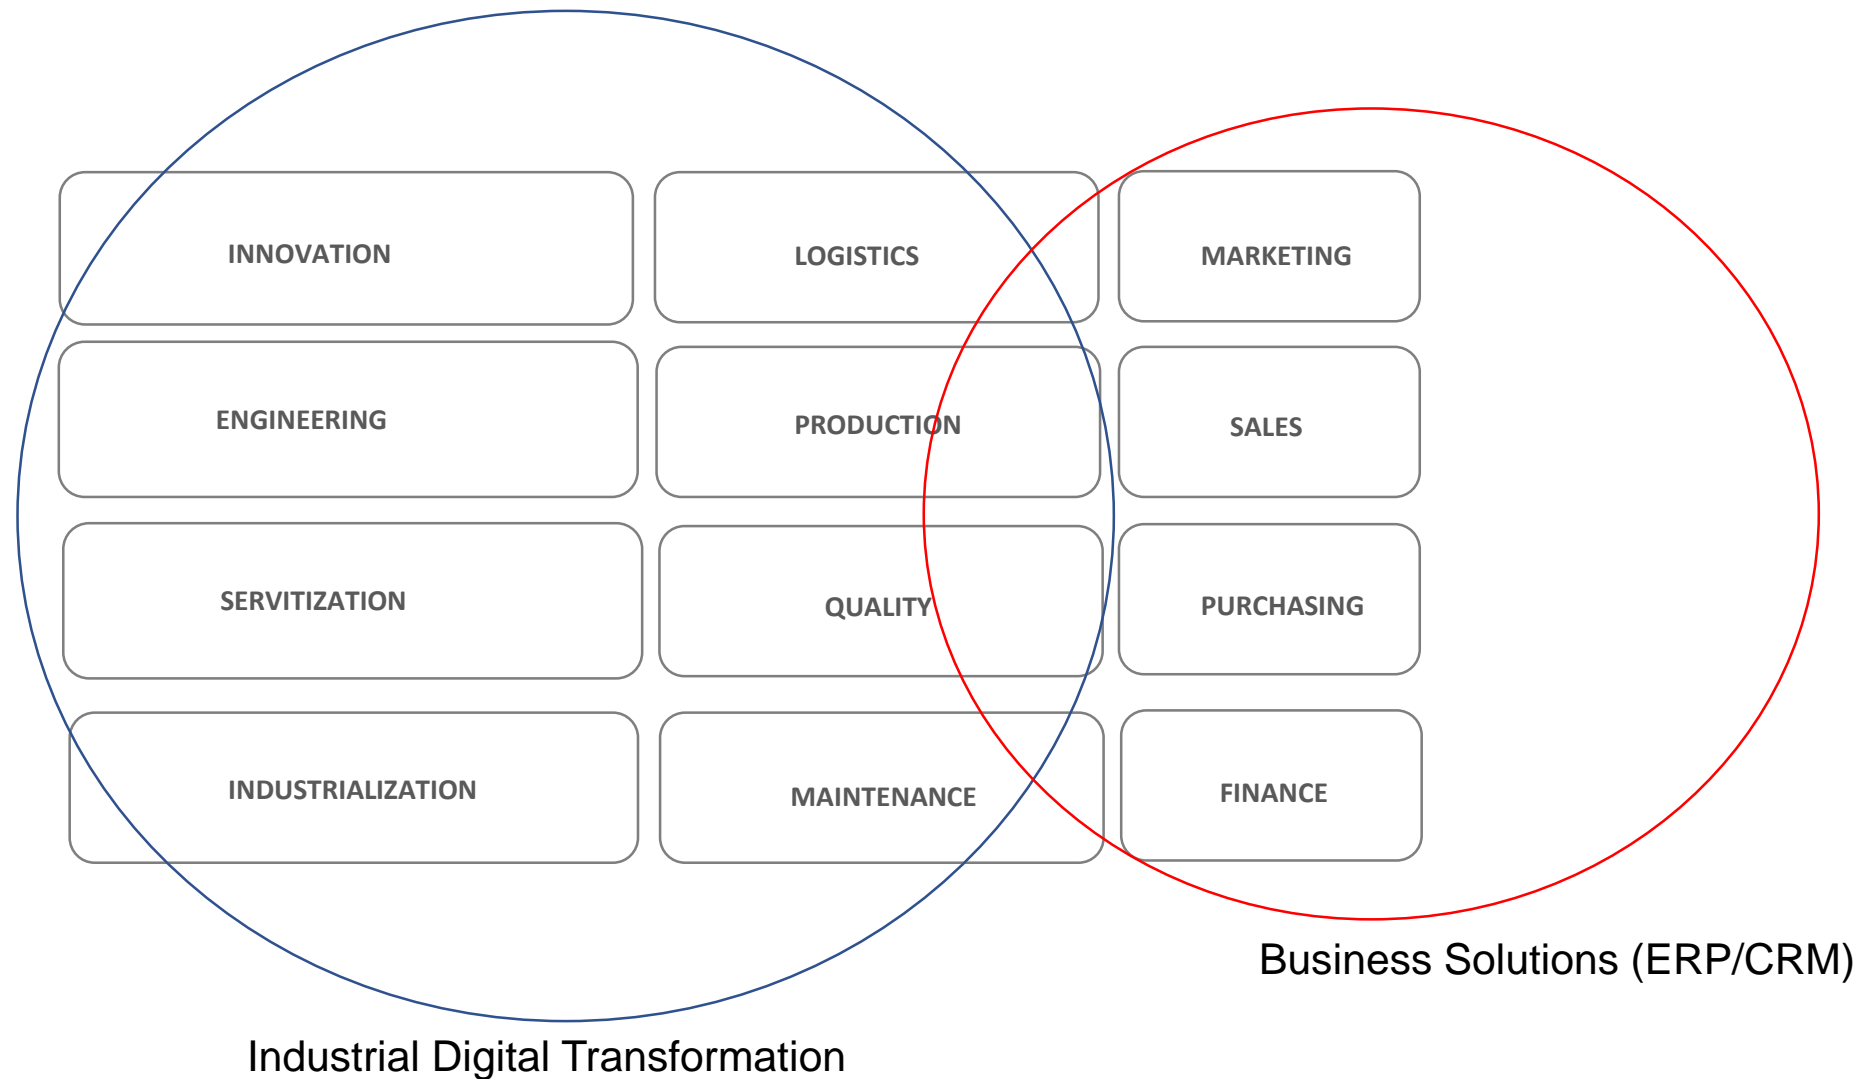 INNOVATION
LOGISTICS
MARKETING
ENGINEERING
PRODUCTION
SALES
SERVITIZATION
QUALITY
PURCHASING
INDUSTRIALIZATION
MAINTENANCE
FINANCE
Business Solutions (ERP/CRM)
Industrial Digital Transformation